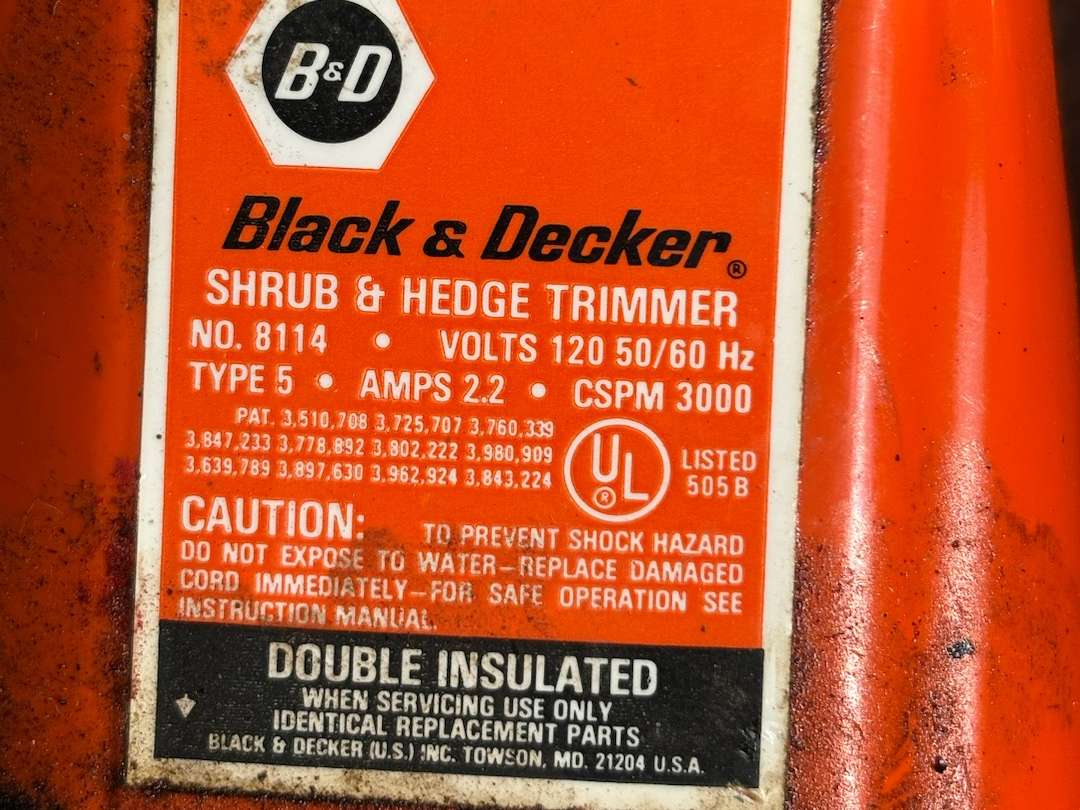 B&D
Black & Decker®
SHRUB & HEDGE TRIMMER
NO. 8114 • VOLTS 120 50/60 Hz
TYPE 5 • AMPS 2.2 • CSPM 3000
PAT. 3,510,708 3,725,707 3,760,339
3,847,233 3,778,892 3,802,222 3,980,909
3,639,789 3,897,630 3,962,924 3,843,224
UL®
LISTED
505 B
CAUTION: TO PREVENT SHOCK HAZARD
DO NOT EXPOSE TO WATER–REPLACE DAMAGED
CORD IMMEDIATELY–FOR SAFE OPERATION SEE
INSTRUCTION MANUAL.
DOUBLE INSULATED
WHEN SERVICING USE ONLY
IDENTICAL REPLACEMENT PARTS
BLACK & DECKER (U.S.) INC. TOWSON, MD. 21204 U.S.A.